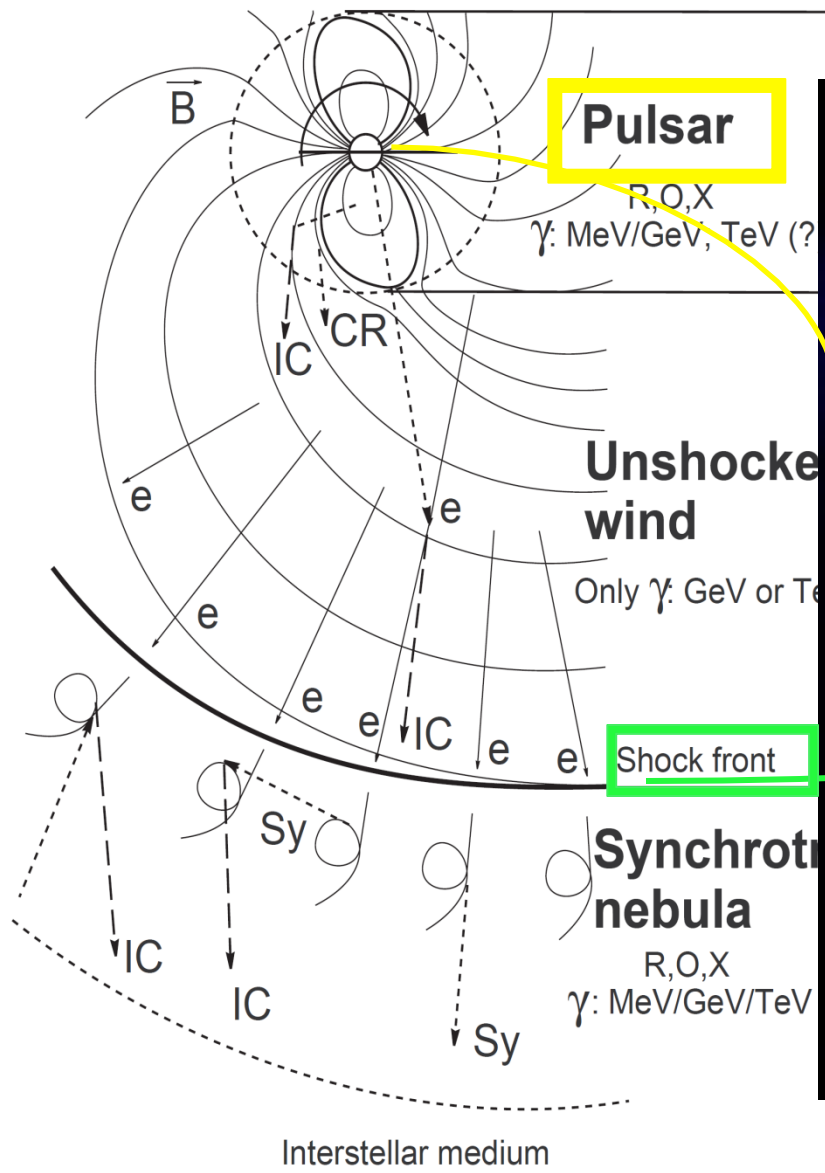 B
Pulsar
R,O,X
γ: MeV/GeV, TeV (?
IC
CR
Unshocke
wind
Only γ: GeV or Te
e
e
e
e
e
e
e
IC
Shock front
Sy
Synchrotr
nebula
R,O,X
γ: MeV/GeV/TeV
IC
IC
Sy
Interstellar medium